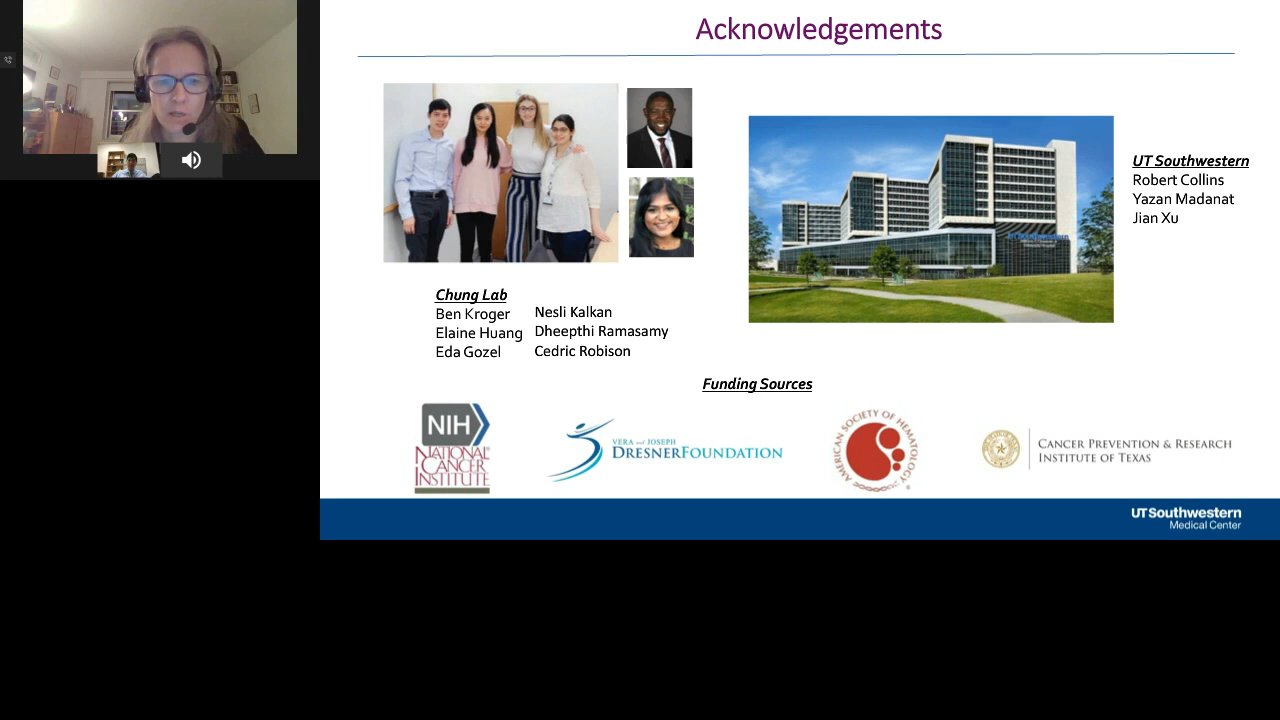 Acknowledgements
UT Southwestern
Robert Collins
Yazan Madanat
Jian Xu
Chung Lab
Ben Kroger
Elaine Huang
Eda Gozel
Nesli Kalkan
Dheepthi Ramasamy
Cedric Robison
Funding Sources
NIH
NATIONAL
CANCER
INSTITUTE
VERA and JOSEPH
DRESNERFOUNDATION
AMERICAN SOCIETY OF HEMATOLOGY
CANCER PREVENTION & RESEARCH
INSTITUTE OF TEXAS
UTSouthwestern
Medical Center